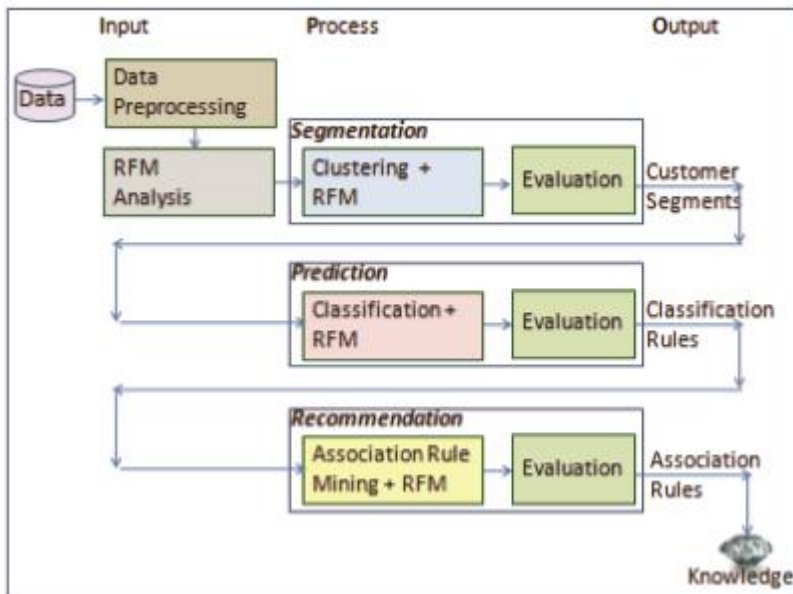 Input Process Output
Data
Data
Preprocessing
RFM
Analysis
Segmentation
Clustering +
RFM
Evaluation
Customer
Segments
Prediction
Classification +
RFM
Evaluation
Classification
Rules
Recommendation
Association Rule
Mining + RFM
Evaluation
Association
Rules
Knowledge